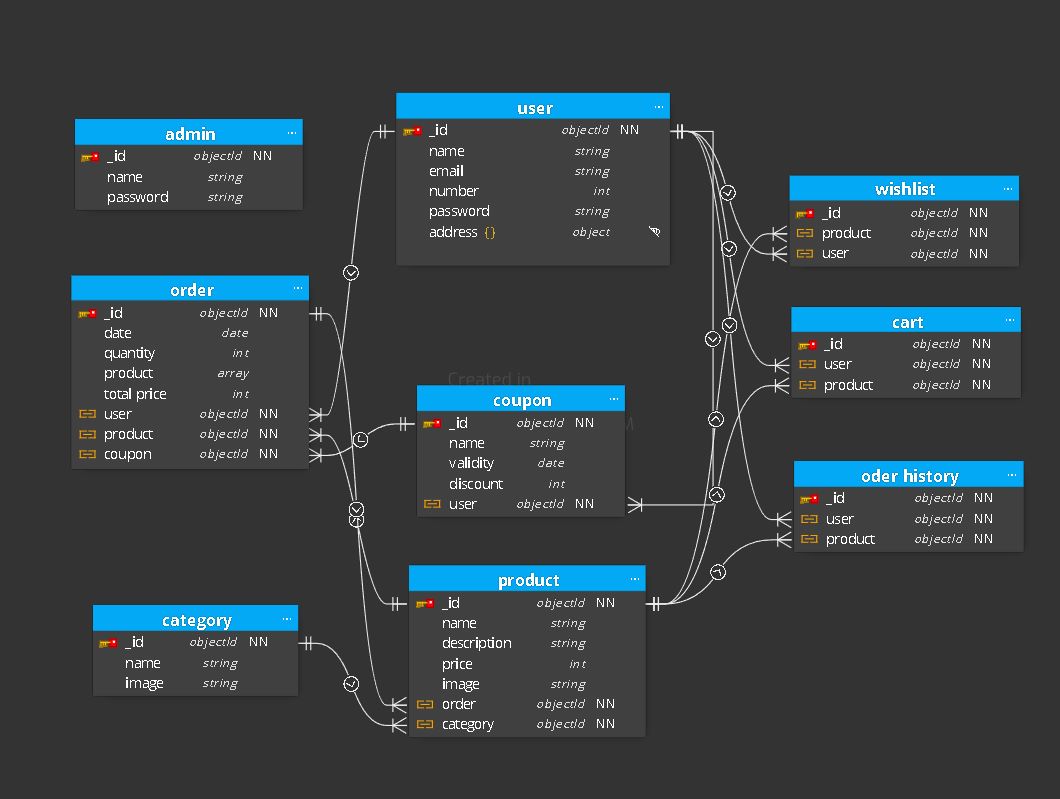 user
_id objectId NN
name string
email string
number int
password string
address {} object
admin
_id objectId NN
name string
password string
wishlist
_id objectId NN
product objectId NN
user objectId NN
order
_id objectId NN
date date
quantity int
product array
total price int
user objectId NN
product objectId NN
coupon objectId NN
cart
_id objectId NN
user objectId NN
product objectId NN
Created in
coupon
_id objectId NN
name string
validity date
discount int
user objectId NN
M
oder history
_id objectId NN
user objectId NN
product objectId NN
product
_id objectId NN
name string
description string
price int
image string
order objectId NN
category objectId NN
category
_id objectId NN
name string
image string